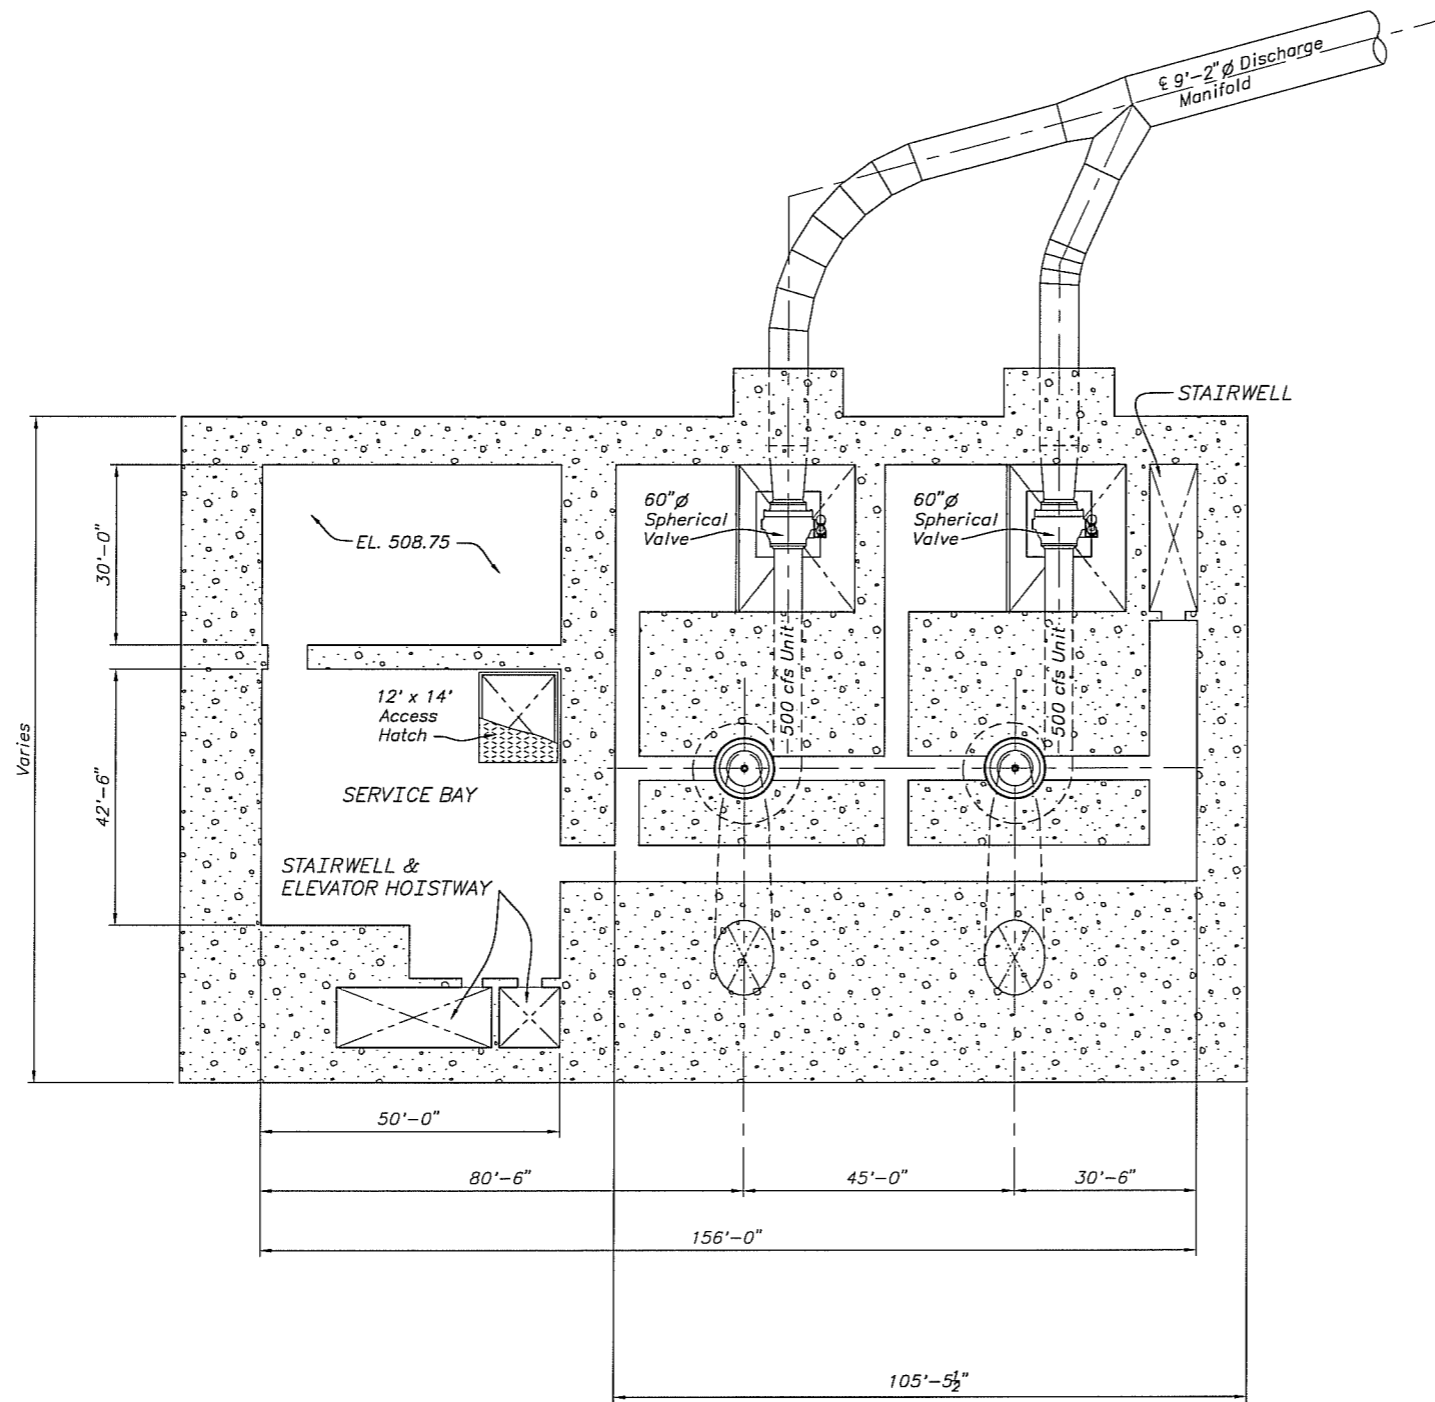 ℄ 9'-2"Ø Discharge
Manifold
STAIRWELL
60"Ø
Spherical
Valve
60"Ø
Spherical
Valve
EL. 508.75
30'-0"
500 cfs Unit
500 cfs Unit
12' x 14'
Access
Hatch
Varies
42'-6"
SERVICE BAY
STAIRWELL &
ELEVATOR HOISTWAY
50'-0"
80'-6"
45'-0"
30'-6"
156'-0"
105'-5½"